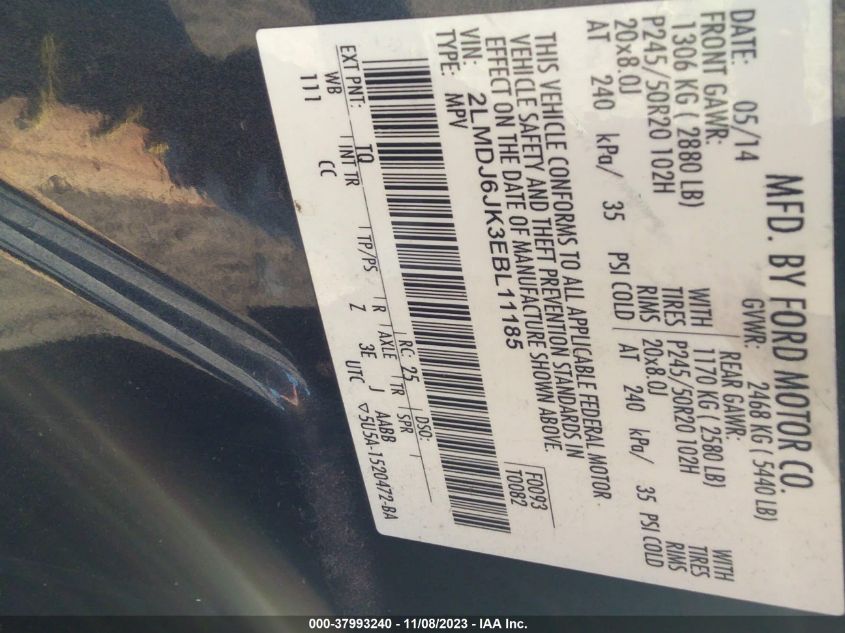 MFD. BY FORD MOTOR CO.
DATE: 05/14 GVWR: 2468 KG ( 5440 LB)
FRONT GAWR: REAR GAWR:
1306 KG ( 2880 LB) WITH 1170 KG ( 2580 LB) WITH
P245/50R20 102H TIRES P245/50R20 102H TIRES
20x8.0J RIMS 20x8.0J RIMS
AT 240 kPa/ 35 PSI COLD AT 240 kPa/ 35 PSI COLD
THIS VEHICLE CONFORMS TO ALL APPLICABLE FEDERAL MOTOR
VEHICLE SAFETY AND THEFT PREVENTION STANDARDS IN
EFFECT ON THE DATE OF MANUFACTURE SHOWN ABOVE.
VIN: 2LMDJ6JK3EBL11185 F0093
TYPE: MPV T0082
EXT PNT: TQ RC: 25 DSO:
WB INT TR TP/PS R AXLE TR SPR
111 CC Z 3E J AABB
UTC ▽5U5A-1520472-BA
000-37993240 - 11/08/2023 - IAA Inc.